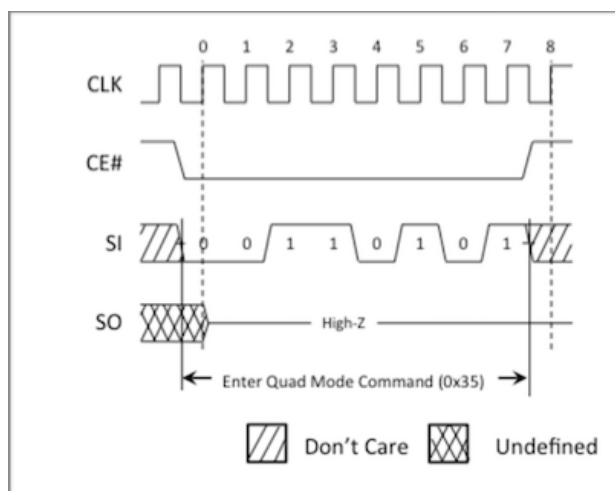 0 1 2 3 4 5 6 7 8
CLK
CE#
SI 0 0 1 1 0 1 0 1
SO High-Z
Enter Quad Mode Command (0x35)
Don't Care Undefined